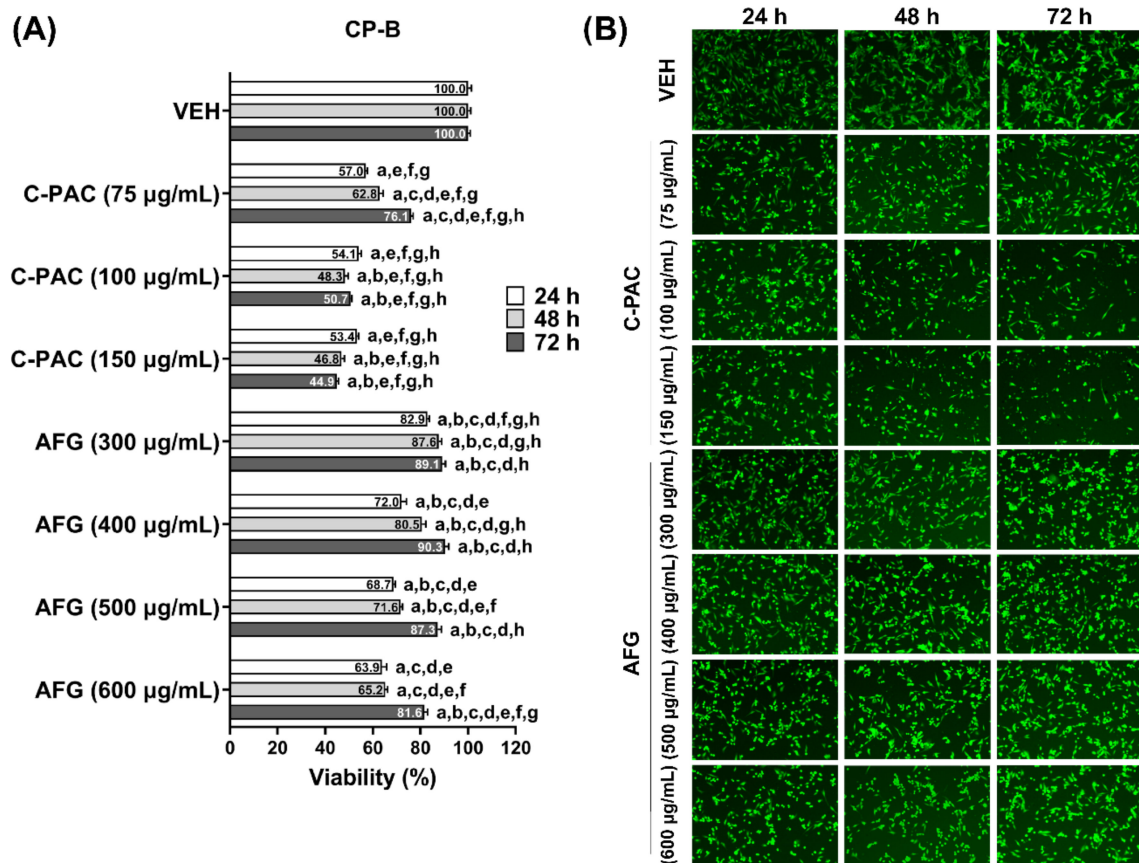 (A)
CP-B
VEH
100.0
100.0
100.0
C-PAC (75 µg/mL)
57.0 a,e,f,g
62.8 a,c,d,e,f,g
76.1 a,c,d,e,f,g,h
C-PAC (100 µg/mL)
54.1 a,e,f,g,h
48.3 a,b,e,f,g,h
50.7 a,b,e,f,g,h
C-PAC (150 µg/mL)
53.4 a,e,f,g,h
46.8 a,b,e,f,g,h
44.9 a,b,e,f,g,h
AFG (300 µg/mL)
82.9 a,b,c,d,f,g,h
87.6 a,b,c,d,g,h
89.1 a,b,c,d,h
AFG (400 µg/mL)
72.0 a,b,c,d,e
80.5 a,b,c,d,g,h
90.3 a,b,c,d,h
AFG (500 µg/mL)
68.7 a,b,c,d,e
71.6 a,b,c,d,e,f
87.3 a,b,c,d,h
AFG (600 µg/mL)
63.9 a,c,d,e
65.2 a,c,d,e,f
81.6 a,b,c,d,e,f,g
0 20 40 60 80 100 120
Viability (%)
24 h
48 h
72 h
(B)
24 h 48 h 72 h
VEH
C-PAC
(75 µg/mL)
(100 µg/mL)
(150 µg/mL)
AFG
(300 µg/mL)
(400 µg/mL)
(500 µg/mL)
(600 µg/mL)